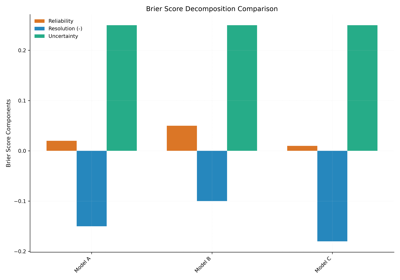 Brier Score Decomposition Comparison
Reliability
Resolution (-)
Uncertainty
Brier Score Components
0.2
0.1
0.0
−0.1
−0.2
Model A
Model B
Model C